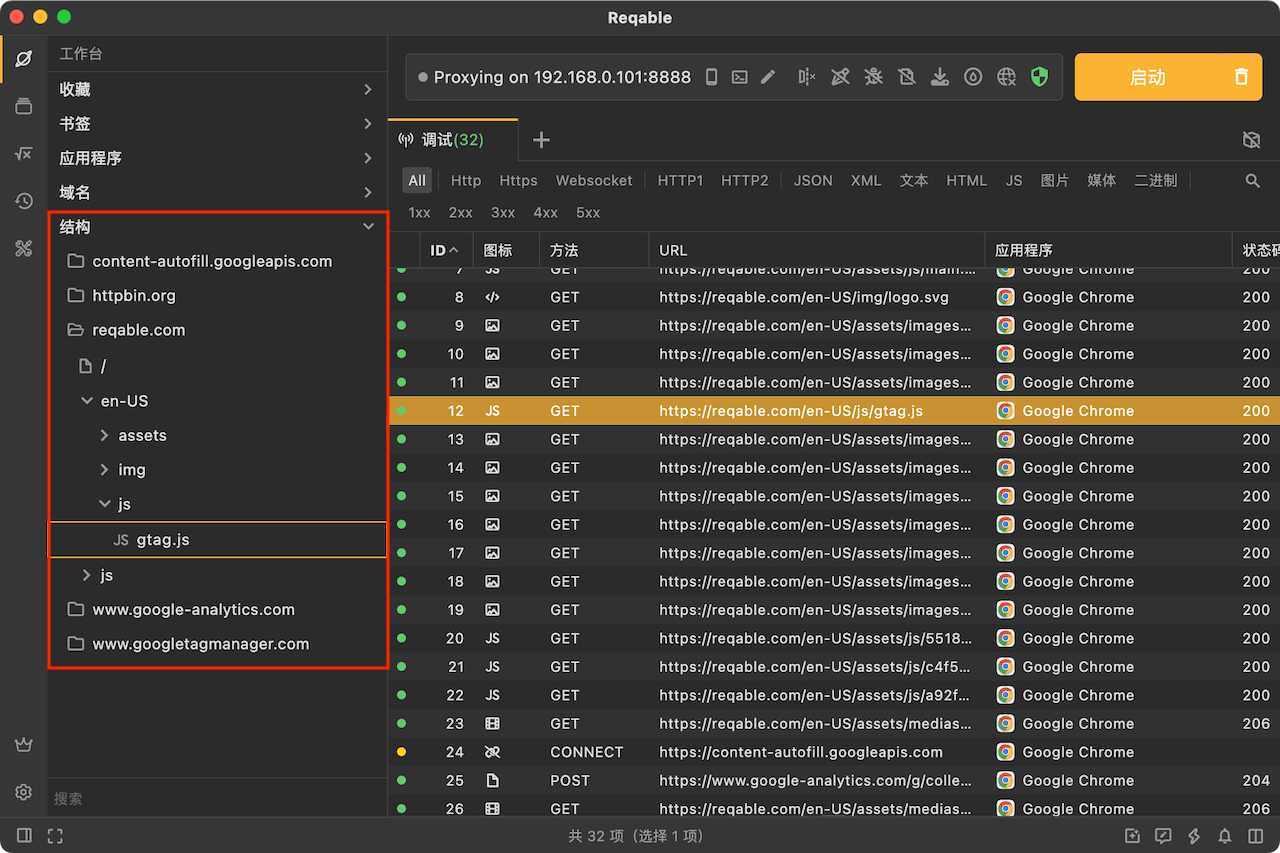 Reqable
工作台
收藏
书签
应用程序
域名
结构
content-autofill.googleapis.com
httpbin.org
reqable.com
/
en-US
assets
img
js
JS gtag.js
js
www.google-analytics.com
www.googletagmanager.com
搜索
Proxying on 192.168.0.101:8888
启动
调试(32)
All Http Https Websocket HTTP1 HTTP2 JSON XML 文本 HTML JS 图片 媒体 二进制
1xx 2xx 3xx 4xx 5xx
ID 图标 方法 URL 应用程序 状态码
7 JS GET https://reqable.com/en-US/assets/js/main.... Google Chrome 200
8 </> GET https://reqable.com/en-US/img/logo.svg Google Chrome 200
9 GET https://reqable.com/en-US/assets/images... Google Chrome 200
10 GET https://reqable.com/en-US/assets/images... Google Chrome 200
11 GET https://reqable.com/en-US/assets/images... Google Chrome 200
12 JS GET https://reqable.com/en-US/js/gtag.js Google Chrome 200
13 GET https://reqable.com/en-US/assets/images... Google Chrome 200
14 GET https://reqable.com/en-US/assets/images... Google Chrome 200
15 GET https://reqable.com/en-US/assets/images... Google Chrome 200
16 GET https://reqable.com/en-US/assets/images... Google Chrome 200
17 GET https://reqable.com/en-US/assets/images... Google Chrome 200
18 GET https://reqable.com/en-US/assets/images... Google Chrome 200
19 GET https://reqable.com/en-US/assets/images... Google Chrome 200
20 JS GET https://reqable.com/en-US/assets/js/5518... Google Chrome 200
21 JS GET https://reqable.com/en-US/assets/js/c4f5... Google Chrome 200
22 JS GET https://reqable.com/en-US/assets/js/a92f... Google Chrome 200
23 GET https://reqable.com/en-US/assets/medias... Google Chrome 206
24 CONNECT https://content-autofill.googleapis.com Google Chrome
25 POST https://www.google-analytics.com/g/colle... Google Chrome 204
26 GET https://reqable.com/en-US/assets/medias... Google Chrome 206
共 32 项（选择 1 项）